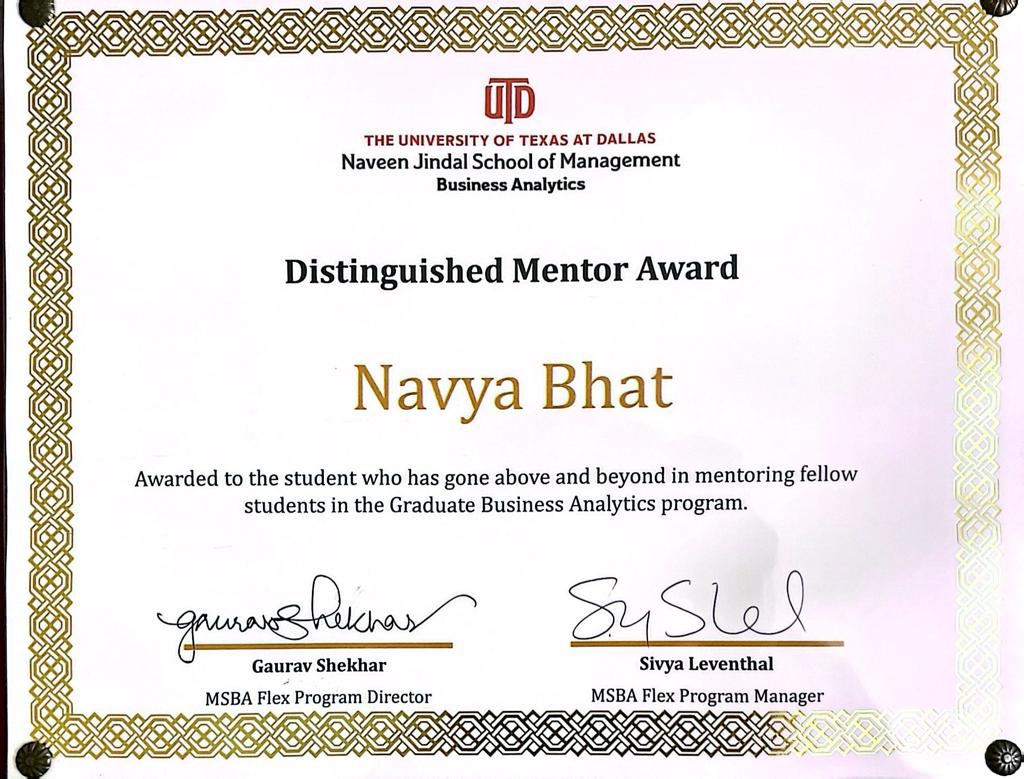 UTD
THE UNIVERSITY OF TEXAS AT DALLAS
Naveen Jindal School of Management
Business Analytics
Distinguished Mentor Award
Navya Bhat
Awarded to the student who has gone above and beyond in mentoring fellow
students in the Graduate Business Analytics program.
gaurav Shekhar
Gaurav Shekhar
MSBA Flex Program Director
Sivya Leventhal
MSBA Flex Program Manager